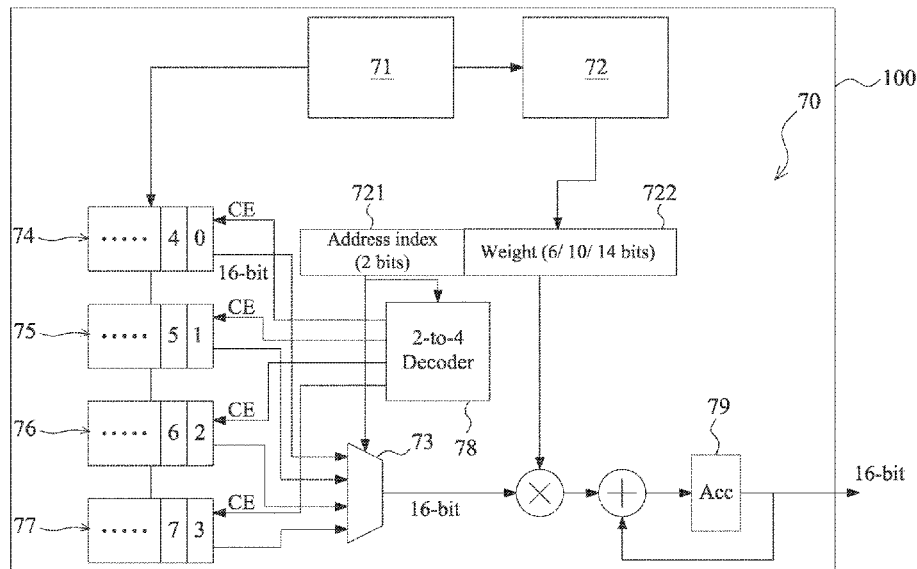 71
72
100
70
721
722
74
..... 4 0
CE
16-bit
Address index
(2 bits)
Weight (6/ 10/ 14 bits)
75
..... 5 1
CE
2-to-4
Decoder
76
..... 6 2
CE
78
73
79
77
..... 7 3
CE
16-bit
×
+
Acc
16-bit